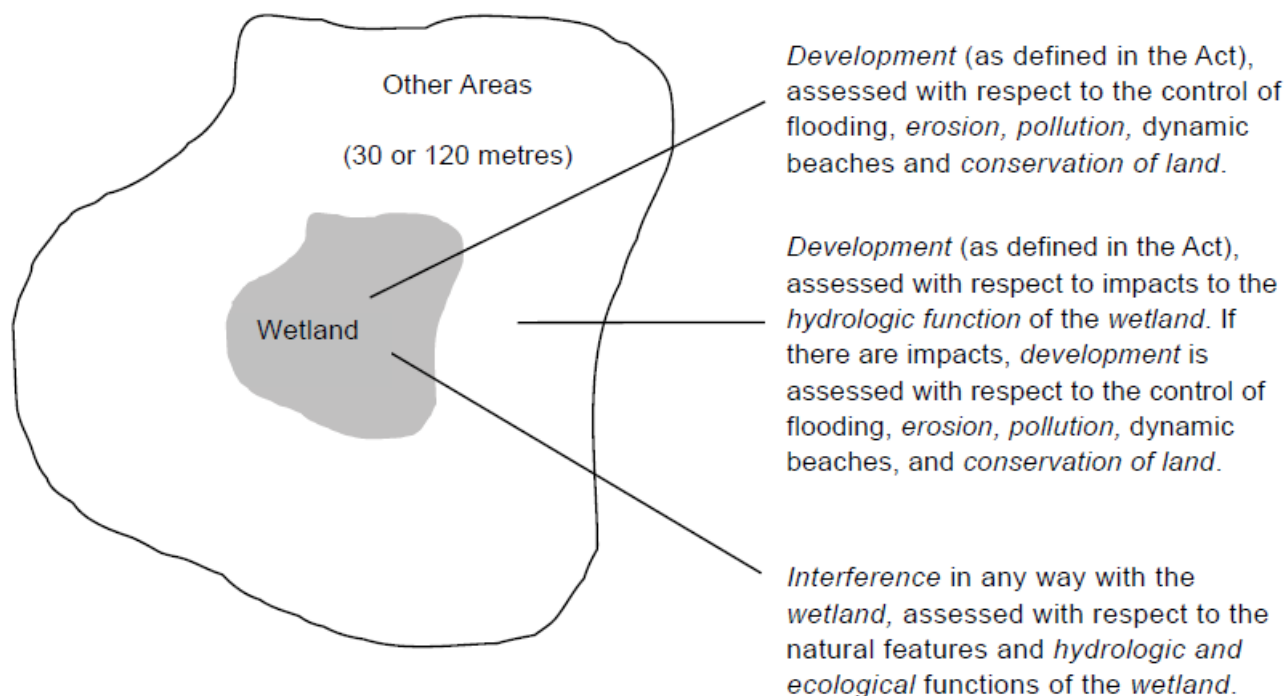 Other Areas
(30 or 120 metres)
Wetland
Development (as defined in the Act),
assessed with respect to the control of
flooding, erosion, pollution, dynamic
beaches and conservation of land.
Development (as defined in the Act),
assessed with respect to impacts to the
hydrologic function of the wetland. If
there are impacts, development is
assessed with respect to the control of
flooding, erosion, pollution, dynamic
beaches, and conservation of land.
Interference in any way with the
wetland, assessed with respect to the
natural features and hydrologic and
ecological functions of the wetland.